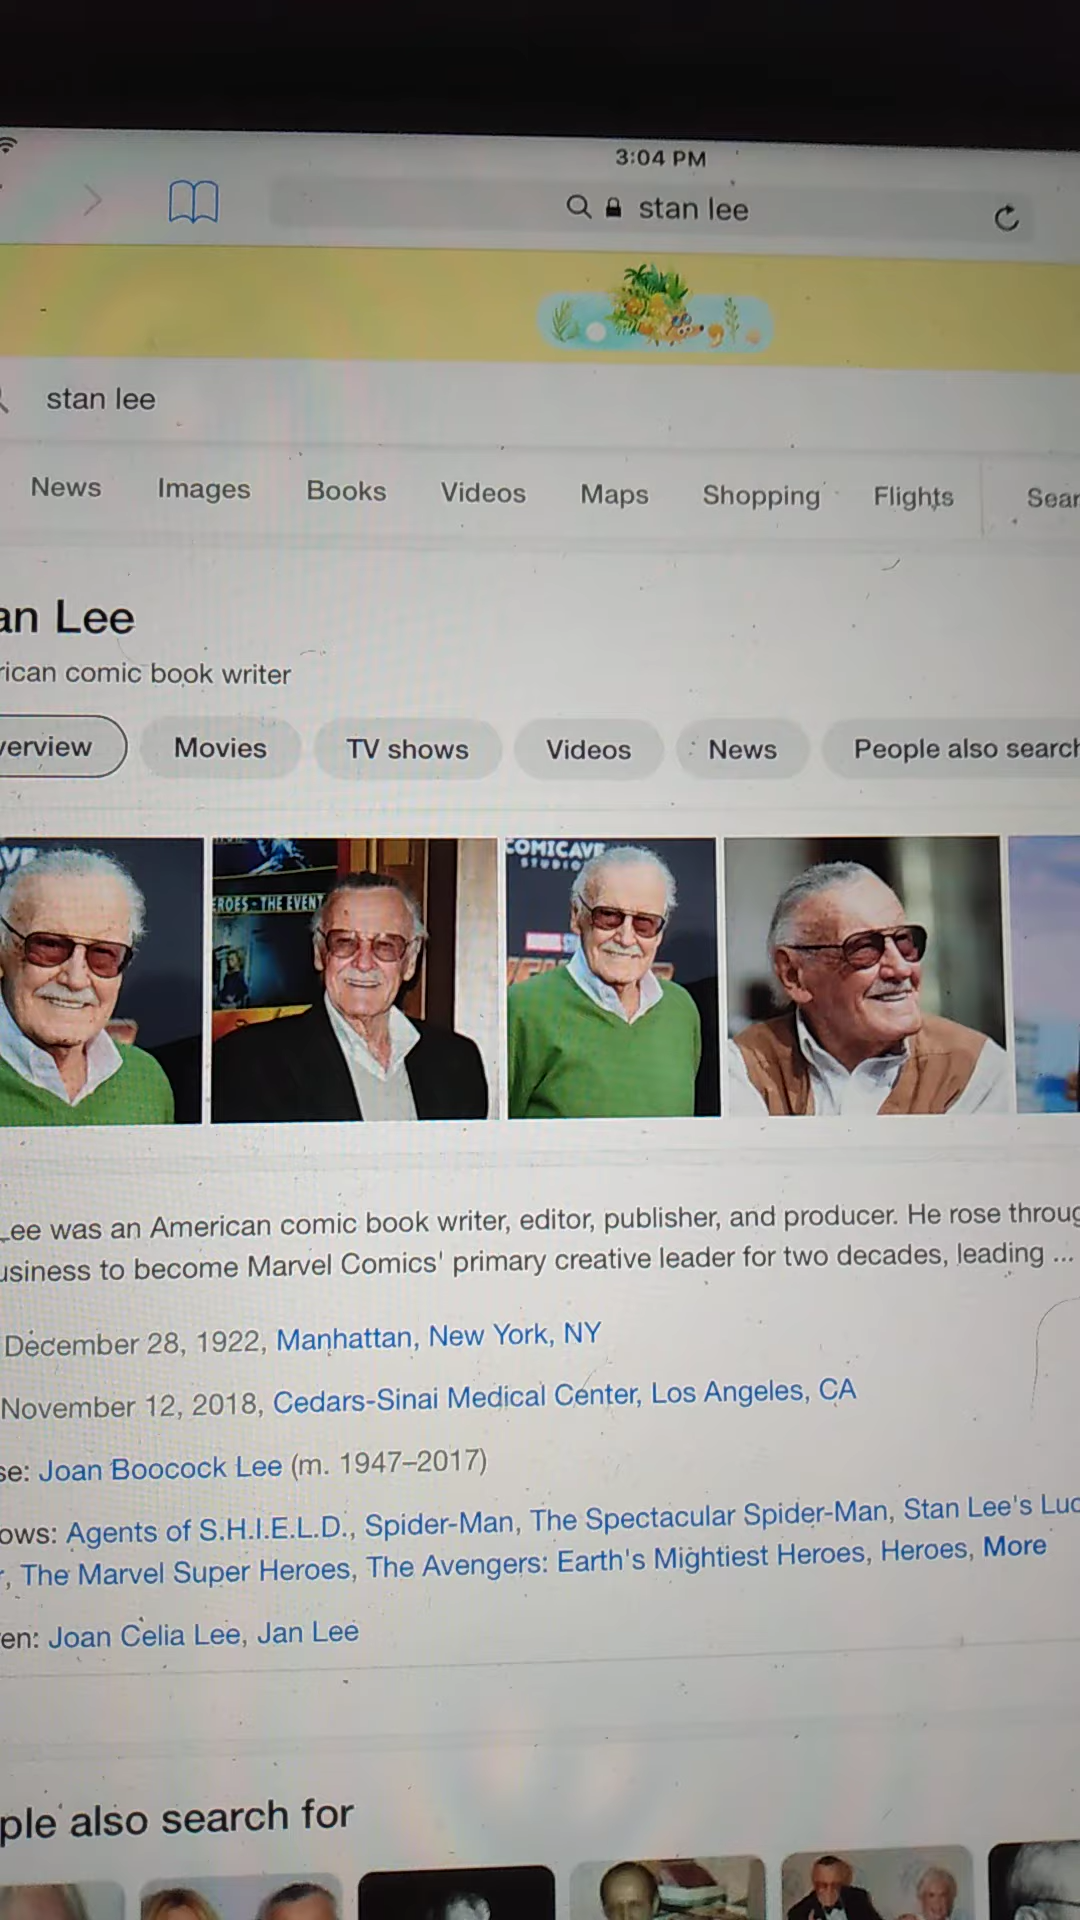 3:04 PM
stan lee
stan lee
News Images Books Videos Maps Shopping Flights Sear
an Lee
rican comic book writer
verview Movies TV shows Videos News People also search
AVE
EROES - THE EVENT
COMICAVE
STUDIO
Lee was an American comic book writer, editor, publisher, and producer. He rose throug
usiness to become Marvel Comics' primary creative leader for two decades, leading ...
December 28, 1922, Manhattan, New York, NY
November 12, 2018, Cedars-Sinai Medical Center, Los Angeles, CA
se: Joan Boocock Lee (m. 1947–2017)
ows: Agents of S.H.I.E.L.D., Spider-Man, The Spectacular Spider-Man, Stan Lee's Luc
r, The Marvel Super Heroes, The Avengers: Earth's Mightiest Heroes, Heroes, More
en: Joan Celia Lee, Jan Lee
ple also search for